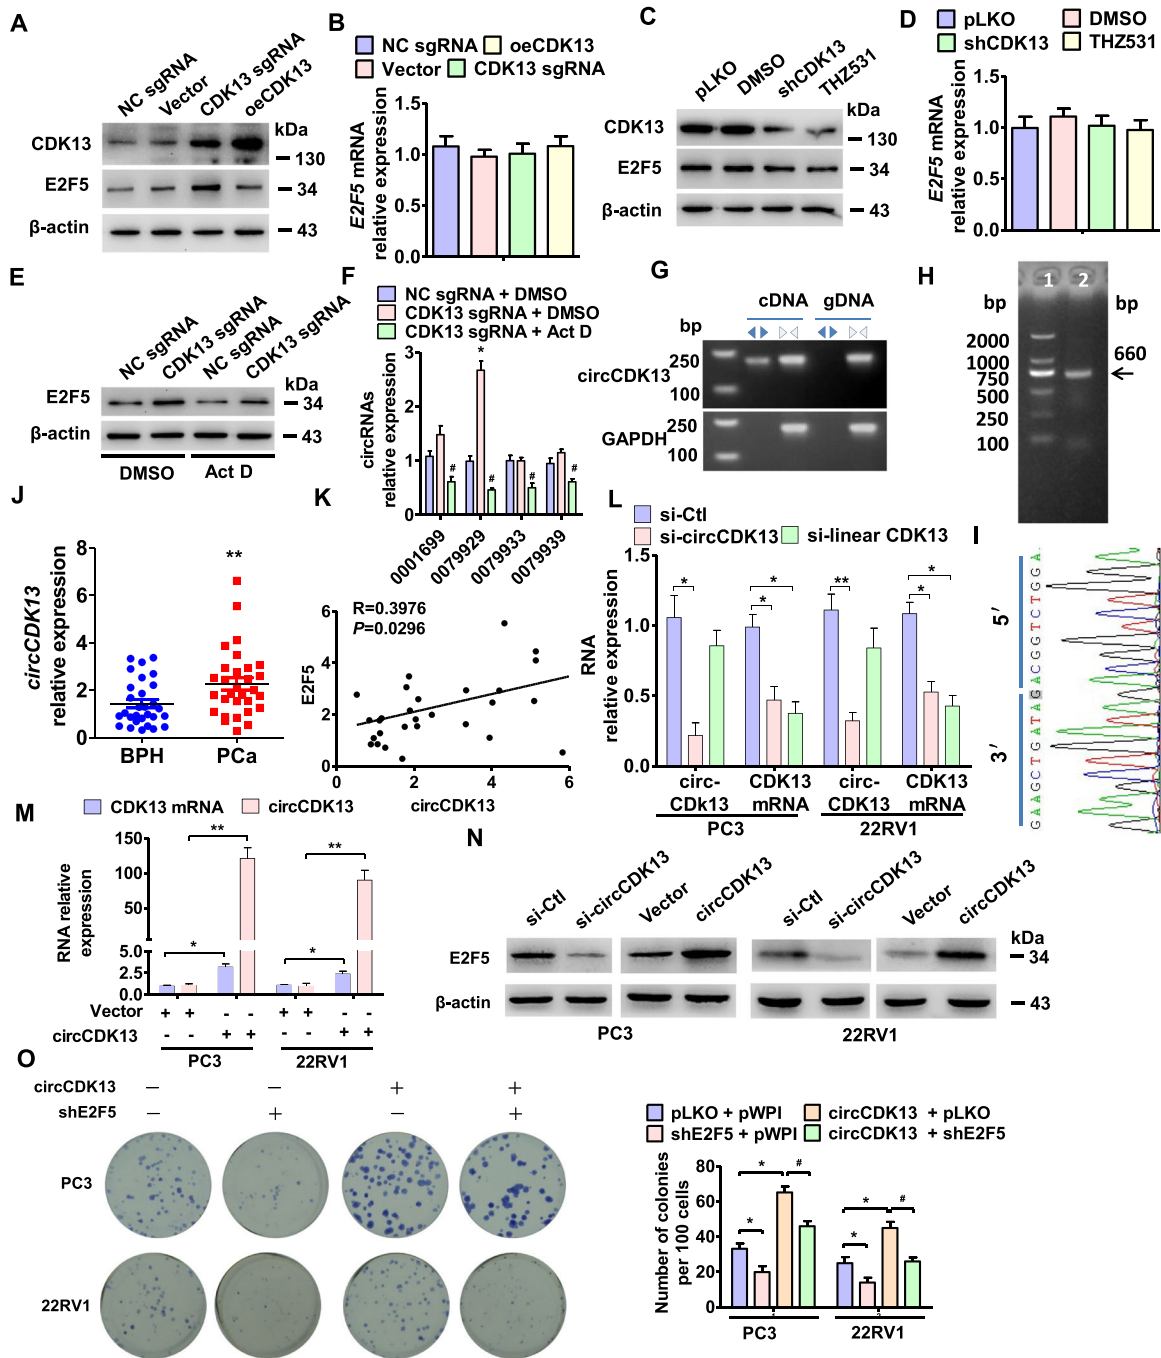 A
NC sgRNA
Vector
CDK13 sgRNA
oeCDK13
kDa
CDK13
130
E2F5
34
β-actin
43
B
NC sgRNA
oeCDK13
Vector
CDK13 sgRNA
E2F5 mRNA
relative expression
1.5
1.0
0.5
0.0
C
pLKO
DMSO
shCDK13
THZ531
kDa
CDK13
130
E2F5
34
β-actin
43
D
pLKO
DMSO
shCDK13
THZ531
E2F5 mRNA
relative expression
1.5
1.0
0.5
0.0
E
NC sgRNA
CDK13 sgRNA
NC sgRNA
CDK13 sgRNA
kDa
E2F5
34
β-actin
43
DMSO
Act D
F
NC sgRNA + DMSO
CDK13 sgRNA + DMSO
CDK13 sgRNA + Act D
circRNAs
relative expression
3
2
1
0
*
# # # #
0001699
0079929
0079933
0079939
G
cDNA
gDNA
bp
circCDK13
250
100
GAPDH
250
100
H
1 2
bp
bp
2000
1000
750
500
250
100
660
J
circCDK13
relative expression
8
6
4
2
0
**
BPH
PCa
K
R=0.3976
P=0.0296
E2F5
6
4
2
0
0 2 4 6
circCDK13
L
si-Ctl
si-circCDK13
si-linear CDK13
RNA
relative expression
1.5
1.0
0.5
0.0
* * * ** * *
circ-
CDk13
CDK13
mRNA
circ-
CDK13
CDK13
mRNA
PC3
22RV1
I
5′
3′
GAAGCTGATAGACGGTCTGGA
M
CDK13 mRNA
circCDK13
RNA relative
expression
150
100
50
5.0
2.5
0.0
* ** * **
Vector + + - - + + - -
circCDK13 - - + + - - + +
PC3
22RV1
N
si-Ctl
si-circCDK13
Vector
circCDK13
si-Ctl
si-circCDK13
Vector
circCDK13
kDa
E2F5
34
β-actin
43
PC3
22RV1
O
circCDK13 − − + +
shE2F5 − + − +
PC3
22RV1
pLKO + pWPI
circCDK13 + pLKO
shE2F5 + pWPI
circCDK13 + shE2F5
Number of colonies
per 100 cells
80
60
40
20
0
* * # * * #
PC3
22RV1